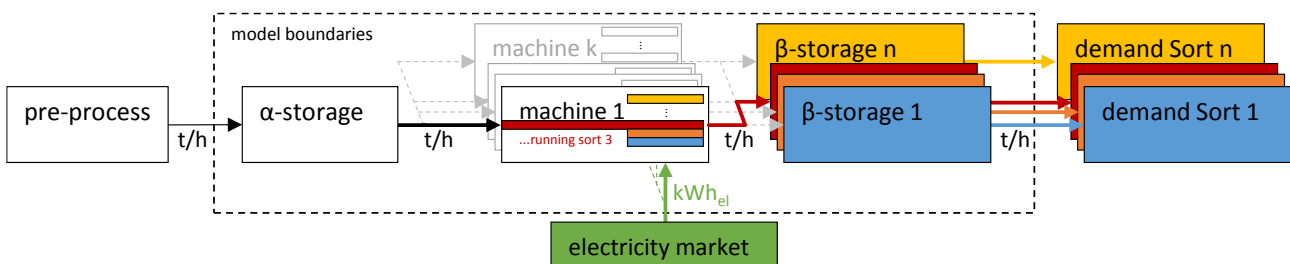 model boundaries
machine k
...
β-storage n
demand Sort n
pre-process
α-storage
machine 1
...
...running sort 3
β-storage 1
demand Sort 1
t/h
t/h
t/h
t/h
kWhel
electricity market